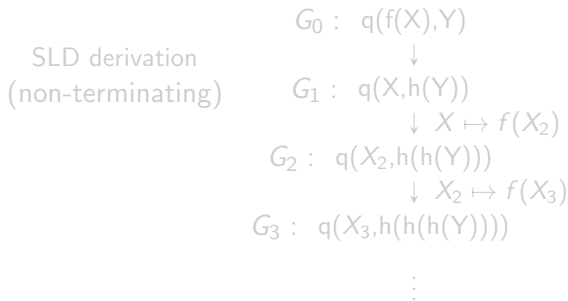 G₀ : q(f(X),Y)
↓
SLD derivation
(non-terminating)
G₁ : q(X,h(Y))
↓ X ↦ f(X₂)
G₂ : q(X₂,h(h(Y)))
↓ X₂ ↦ f(X₃)
G₃ : q(X₃,h(h(h(Y))))
⋮